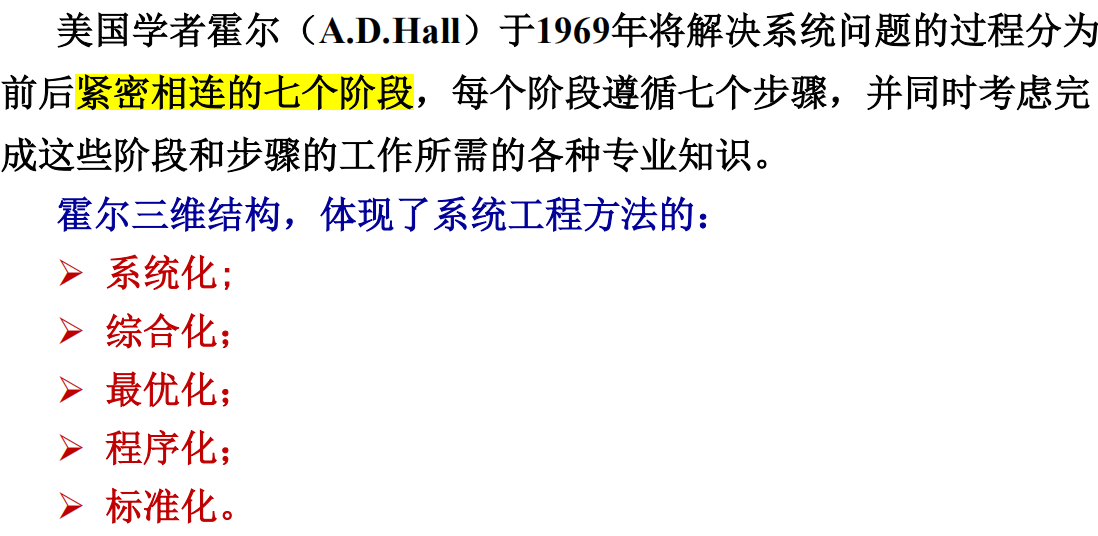 美国学者霍尔（A.D.Hall）于1969年将解决系统问题的过程分为
前后紧密相连的七个阶段，每个阶段遵循七个步骤，并同时考虑完
成这些阶段和步骤的工作所需的各种专业知识。
霍尔三维结构，体现了系统工程方法的：
➢ 系统化;
➢ 综合化；
➢ 最优化；
➢ 程序化；
➢ 标准化。